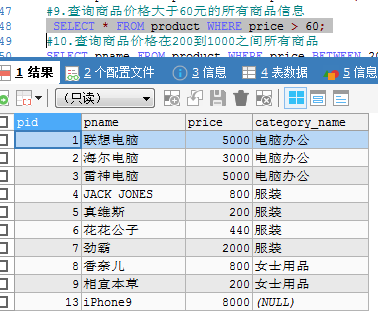 47 #9.查询商品价格大于60元的所有商品信息
48 SELECT * FROM product WHERE price > 60;
49 #10.查询商品价格在200到1000之间所有商品
SELECT pname FROM product WHERE price BETWEEN 20
1 结果 2 个配置文件 3 信息 4 表数据 5 信息
(只读)
pid pname price category_name
1 联想电脑 5000 电脑办公
2 海尔电脑 3000 电脑办公
3 雷神电脑 5000 电脑办公
4 JACK JONES 800 服装
5 真维斯 200 服装
6 花花公子 440 服装
7 劲霸 2000 服装
8 香奈儿 800 女士用品
9 相宜本草 200 女士用品
13 iPhone9 8000 (NULL)